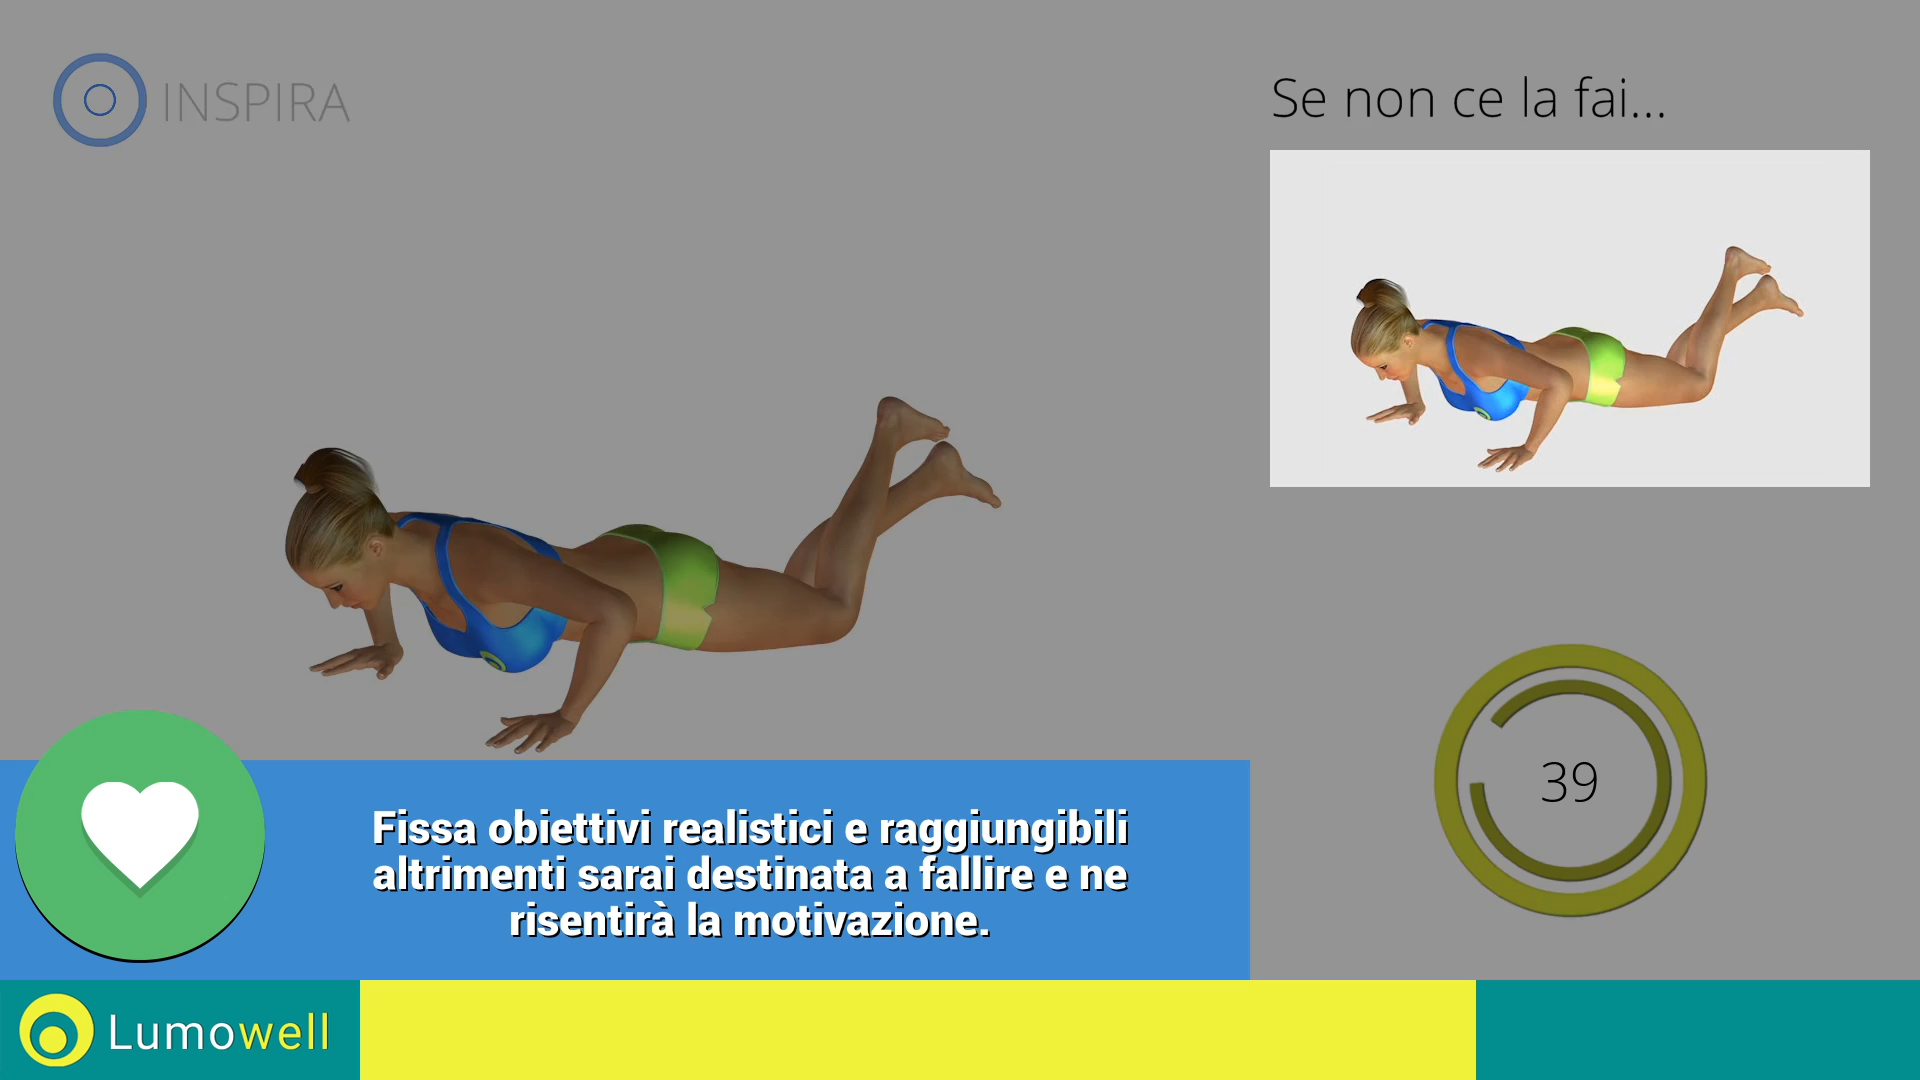 INSPIRA
Se non ce la fai...
39
Fissa obiettivi realistici e raggiungibili
altrimenti sarai destinata a fallire e ne
risentirà la motivazione.
Lumowell